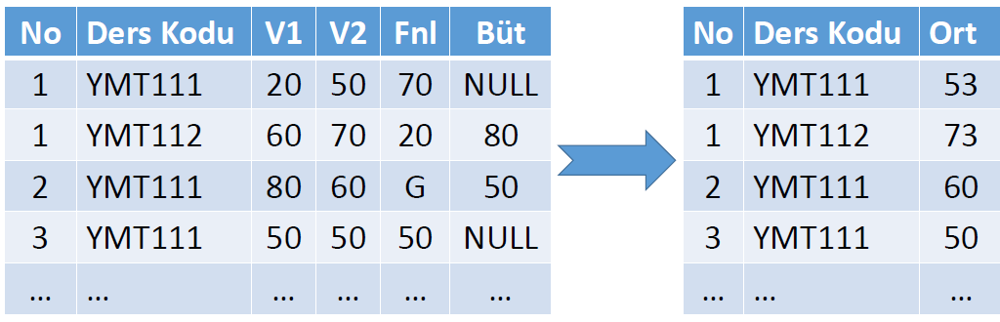 No Ders Kodu V1 V2 Fnl Büt
1 YMT111 20 50 70 NULL
1 YMT112 60 70 20 80
2 YMT111 80 60 G 50
3 YMT111 50 50 50 NULL
... ... ... ... ... ...
No Ders Kodu Ort
1 YMT111 53
1 YMT112 73
2 YMT111 60
3 YMT111 50
... ... ...